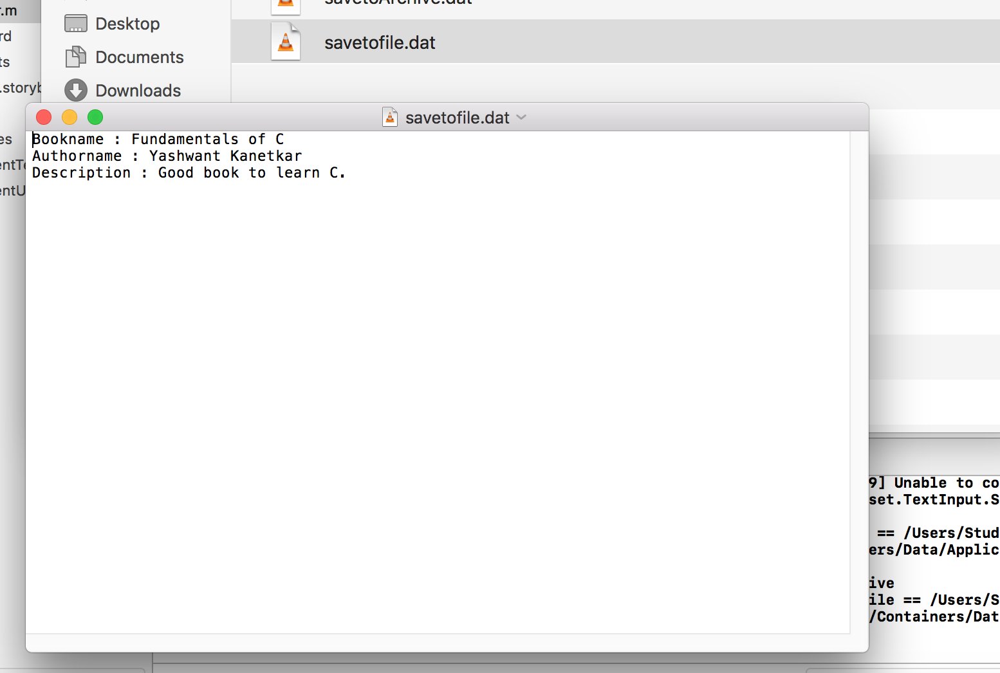 .m
savetoArchive.dat
rd
Desktop
savetofile.dat
ts
Documents
.storyb
Downloads
savetofile.dat
es
Bookname : Fundamentals of C
entTe
Authorname : Yashwant Kanetkar
Description : Good book to learn C.
entU
9] Unable to co
set.TextInput.S
== /Users/Stud
ers/Data/Applic
ive
ile == /Users/S
/Containers/Dat